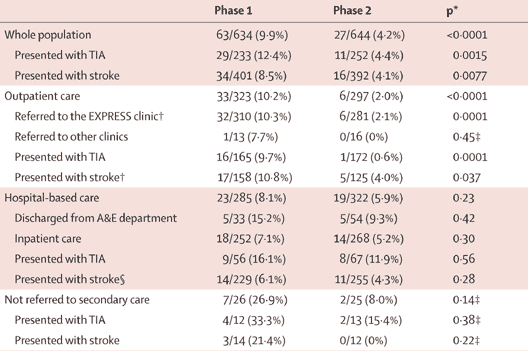 Phase 1 Phase 2 p*
Whole population 63/634 (9·9%) 27/644 (4·2%) <0·0001
Presented with TIA 29/233 (12·4%) 11/252 (4·4%) 0·0015
Presented with stroke 34/401 (8·5%) 16/392 (4·1%) 0·0077
Outpatient care 33/323 (10·2%) 6/297 (2·0%) <0·0001
Referred to the EXPRESS clinic† 32/310 (10·3%) 6/281 (2·1%) 0·0001
Referred to other clinics 1/13 (7·7%) 0/16 (0%) 0·45‡
Presented with TIA 16/165 (9·7%) 1/172 (0·6%) 0·0001
Presented with stroke† 17/158 (10·8%) 5/125 (4·0%) 0·037
Hospital-based care 23/285 (8·1%) 19/322 (5·9%) 0·23
Discharged from A&E department 5/33 (15·2%) 5/54 (9·3%) 0·42
Inpatient care 18/252 (7·1%) 14/268 (5·2%) 0·30
Presented with TIA 9/56 (16·1%) 8/67 (11·9%) 0·56
Presented with stroke§ 14/229 (6·1%) 11/255 (4·3%) 0·28
Not referred to secondary care 7/26 (26·9%) 2/25 (8·0%) 0·14‡
Presented with TIA 4/12 (33·3%) 2/13 (15·4%) 0·38‡
Presented with stroke 3/14 (21·4%) 0/12 (0%) 0·22‡